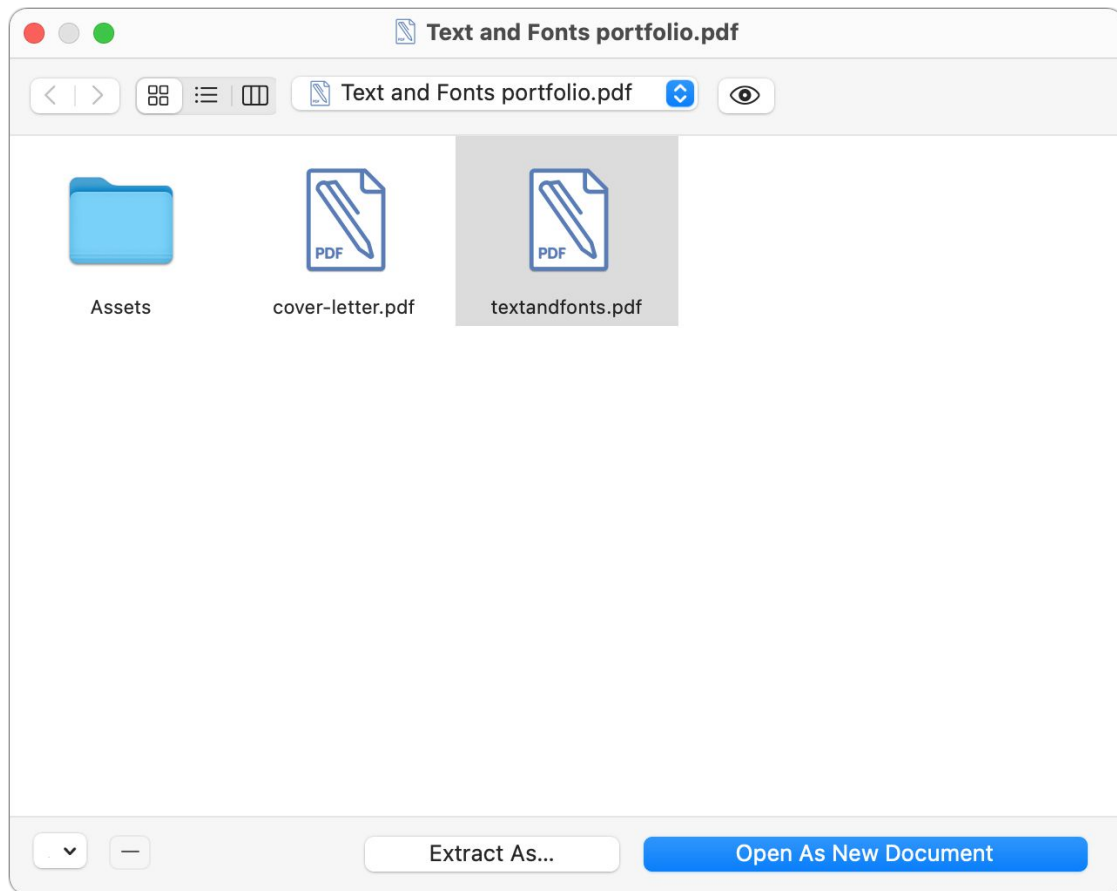 Text and Fonts portfolio.pdf
Text and Fonts portfolio.pdf
PDF PDF
Assets cover-letter.pdf textandfonts.pdf
Extract As... Open As New Document